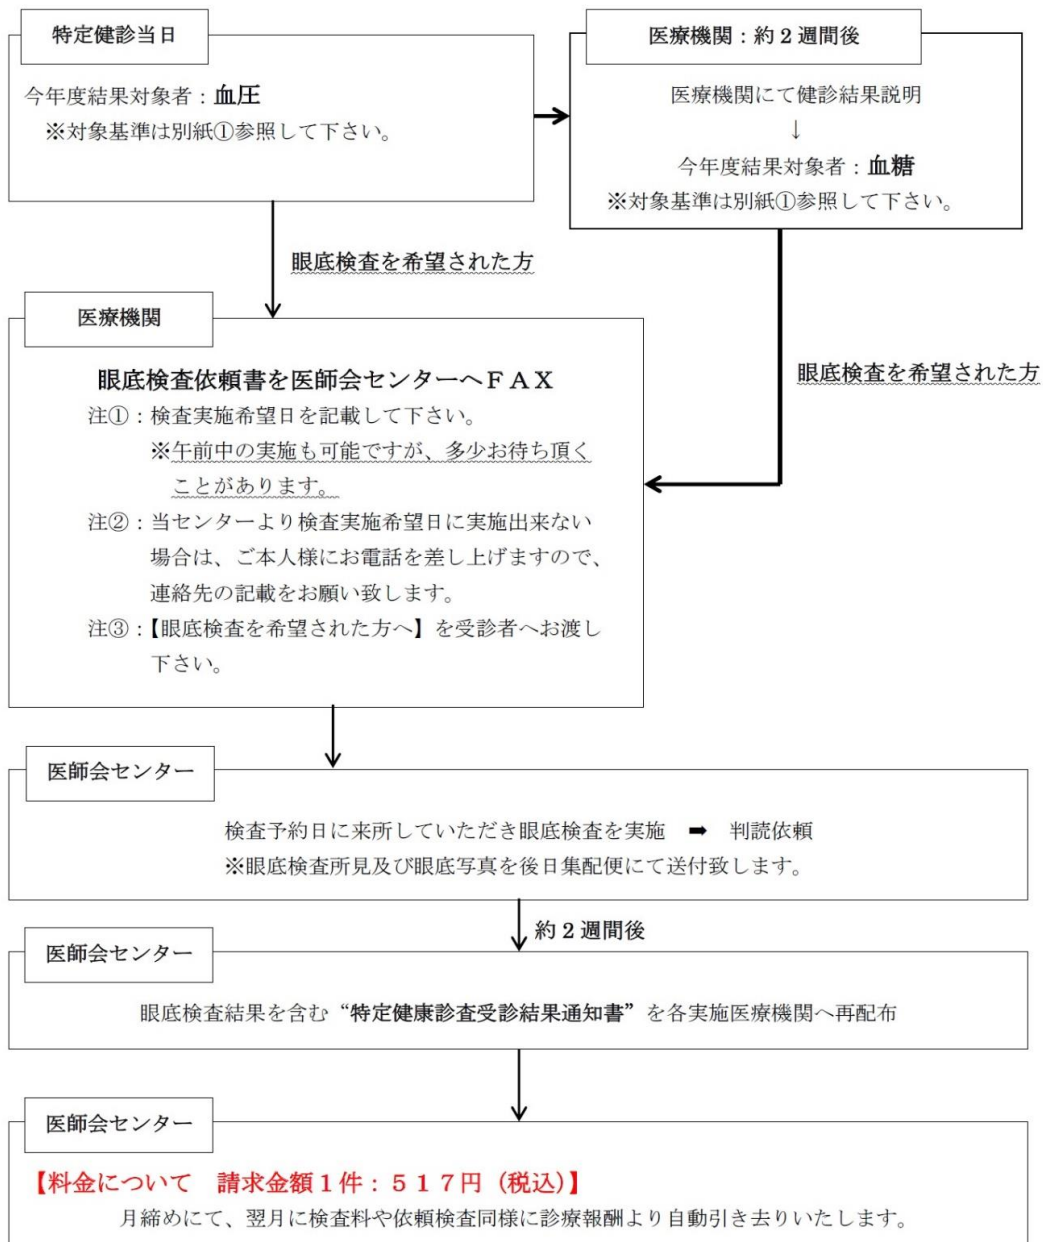 特定健診当日
今年度結果対象者：血圧
※対象基準は別紙①参照して下さい。
医療機関：約２週間後
医療機関にて健診結果説明
↓
今年度結果対象者：血糖
※対象基準は別紙①参照して下さい。
眼底検査を希望された方
眼底検査を希望された方
医療機関
眼底検査依頼書を医師会センターへＦＡＸ
注①：検査実施希望日を記載して下さい。
※午前中の実施も可能ですが、多少お待ち頂く
ことがあります。
注②：当センターより検査実施希望日に実施出来ない
場合は、ご本人様にお電話を差し上げますので、
連絡先の記載をお願い致します。
注③：【眼底検査を希望された方へ】を受診者へお渡し
下さい。
医師会センター
検査予約日に来所していただき眼底検査を実施 ➡ 判読依頼
※眼底検査所見及び眼底写真を後日集配便にて送付致します。
約２週間後
医師会センター
眼底検査結果を含む“特定健康診査受診結果通知書”を各実施医療機関へ再配布
医師会センター
【料金について　請求金額１件：５１７円（税込）】
月締めにて、翌月に検査料や依頼検査同様に診療報酬より自動引き去りいたします。